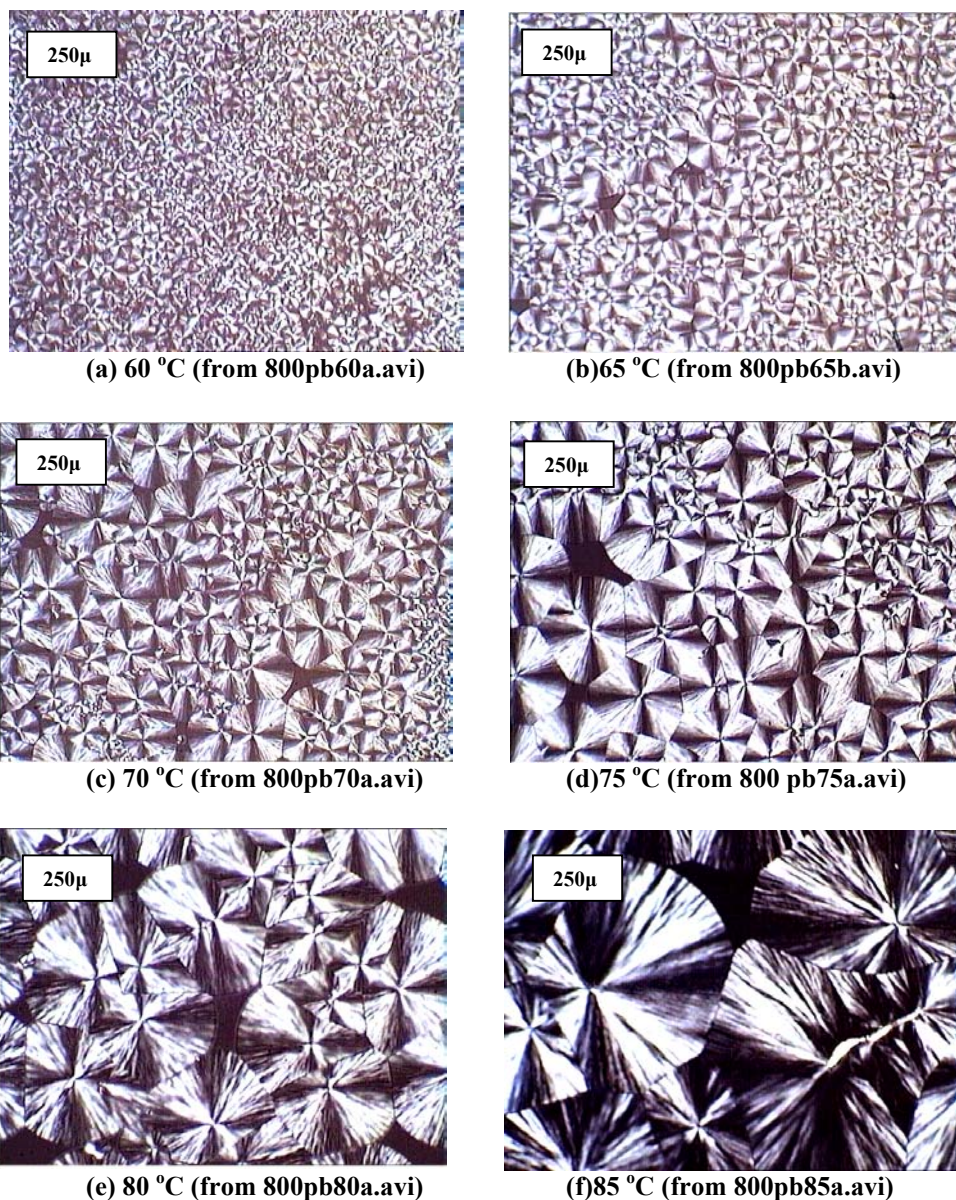 250μ
250μ
(a) 60 °C (from 800pb60a.avi)
(b)65 °C (from 800pb65b.avi)
250μ
250μ
(c) 70 °C (from 800pb70a.avi)
(d)75 °C (from 800 pb75a.avi)
250μ
250μ
(e) 80 °C (from 800pb80a.avi)
(f)85 °C (from 800pb85a.avi)